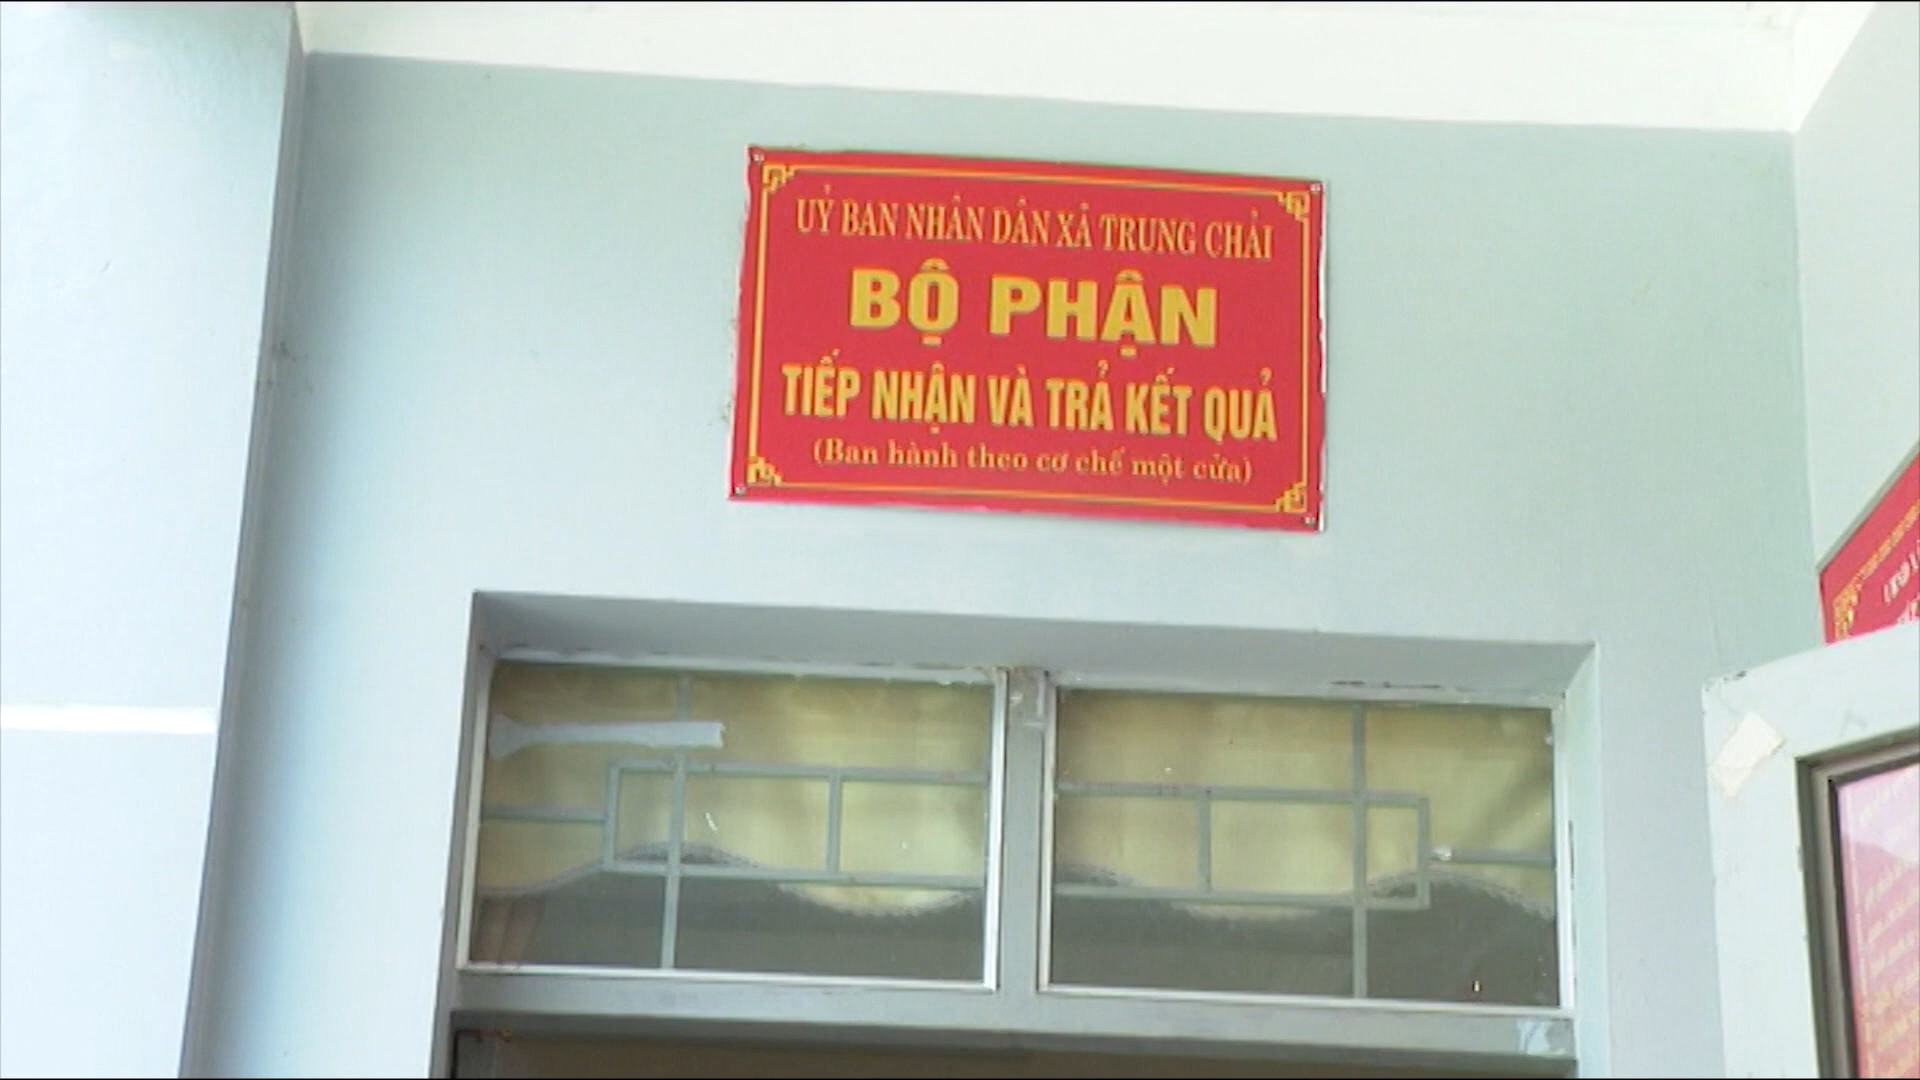 UỶ BAN NHÂN DÂN XÃ TRUNG CHẢI
BỘ PHẬN
TIẾP NHẬN VÀ TRẢ KẾT QUẢ
(Ban hành theo cơ chế một cửa)